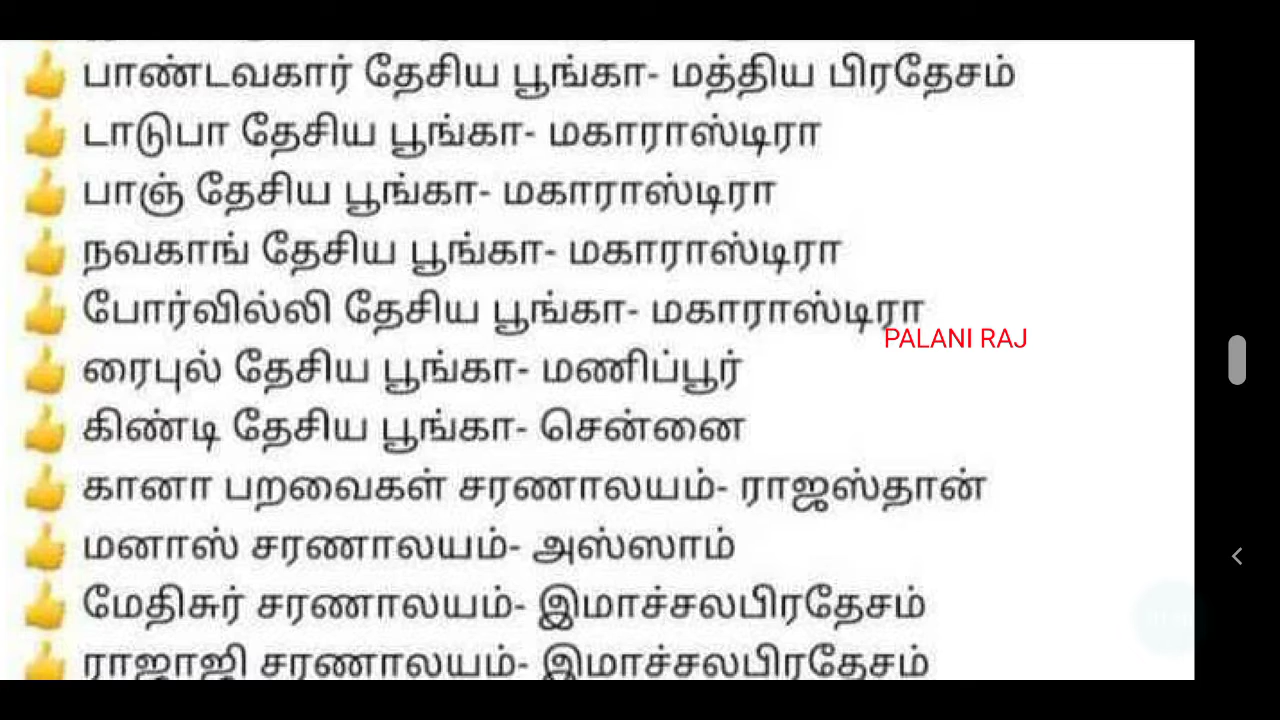 பாண்டவகார் தேசிய பூங்கா- மத்திய பிரதேசம்
டாடுபா தேசிய பூங்கா- மகாராஸ்டிரா
பாஞ் தேசிய பூங்கா- மகாராஸ்டிரா
நவகாங் தேசிய பூங்கா- மகாராஸ்டிரா
போர்வில்லி தேசிய பூங்கா- மகாராஸ்டிரா
PALANI RAJ
ரைபுல் தேசிய பூங்கா- மணிப்பூர்
கிண்டி தேசிய பூங்கா- சென்னை
கானா பறவைகள் சரணாலயம்- ராஜஸ்தான்
மனாஸ் சரணாலயம்- அஸ்ஸாம்
மேதிசுர் சரணாலயம்- இமாச்சலபிரதேசம்
ராஜாஜி சரணாலயம்- இமாச்சலபிரதேசம்